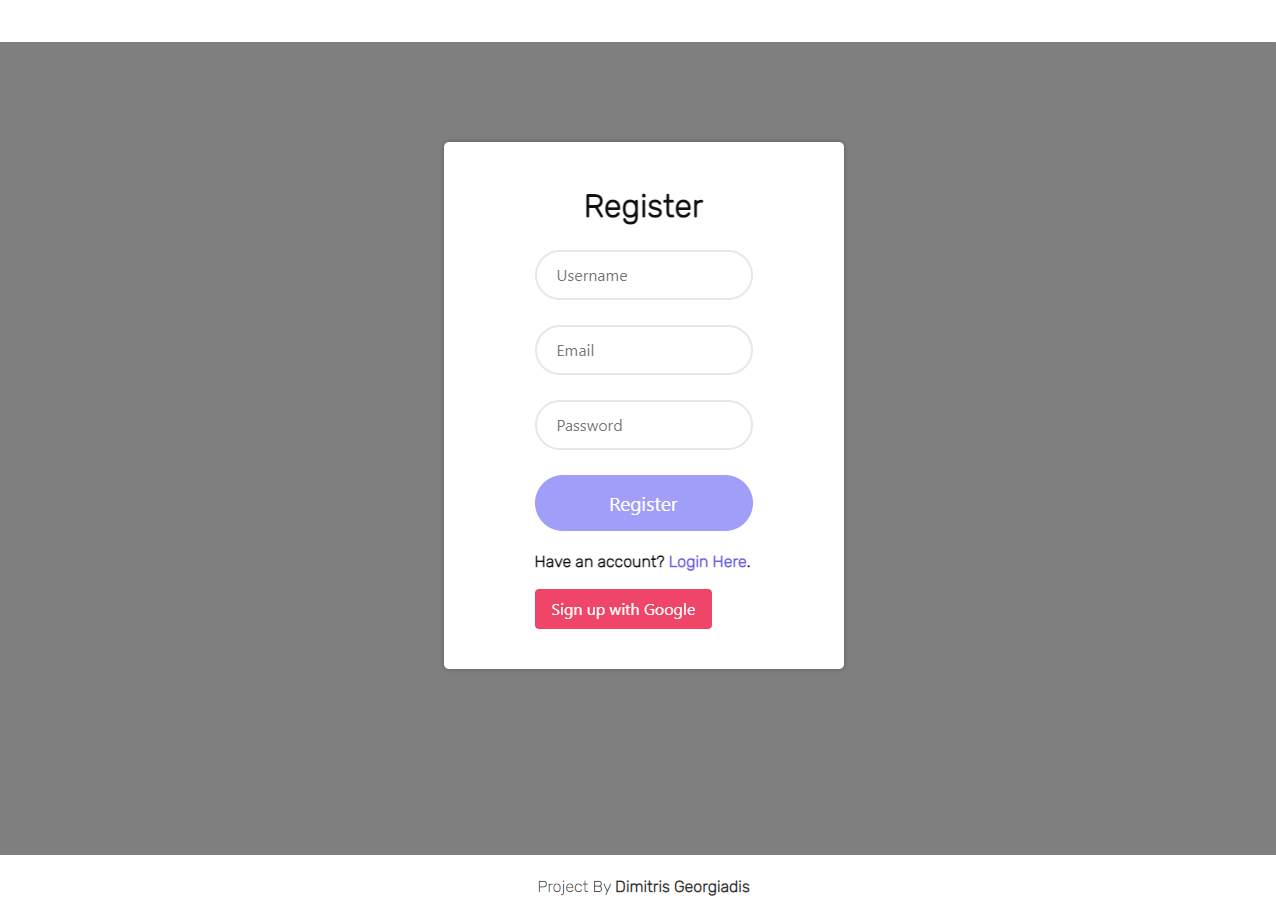 Register
Username
Email
Password
Register
Have an account? Login Here.
Sign up with Google
Project By Dimitris Georgiadis